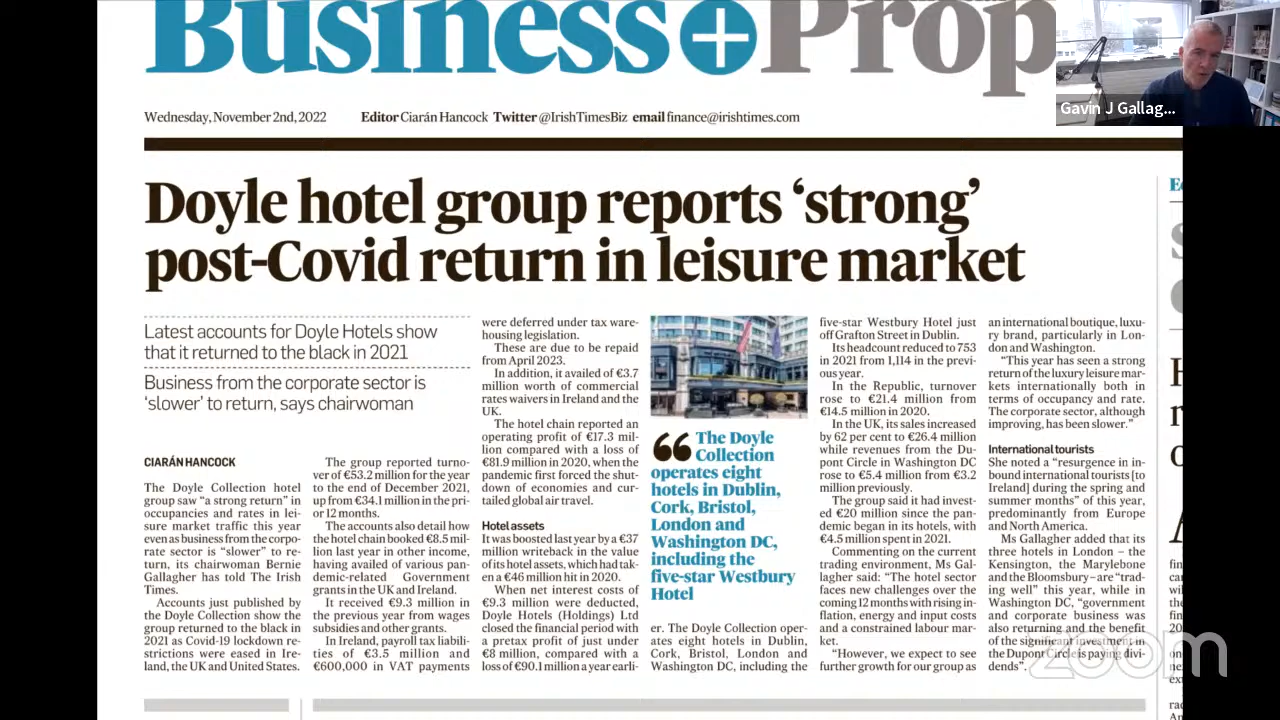 Business+Prop
Gavin J Gallag...
Wednesday, November 2nd, 2022 Editor Ciarán Hancock Twitter @IrishTimesBiz email finance@irishtimes.com
Doyle hotel group reports ‘strong’
post-Covid return in leisure market
Latest accounts for Doyle Hotels show
that it returned to the black in 2021
Business from the corporate sector is
‘slower’ to return, says chairwoman
CIARÁN HANCOCK
The Doyle Collection hotel
group saw “a strong return” in
occupancies and rates in lei-
sure market traffic this year
even as business from the corpo-
rate sector is “slower” to re-
turn, its chairwoman Bernie
Gallagher has told The Irish
Times.
Accounts just published by
the Doyle Collection show the
group returned to the black in
2021 as Covid-19 lockdown re-
strictions were eased in Ire-
land, the UK and United States.
The group reported turno-
ver of €53.2 million for the year
to the end of December 2021,
up from €34.1 million in the pri-
or 12 months.
The accounts also detail how
the hotel chain booked €8.5 mil-
lion last year in other income,
having availed of various pan-
demic-related Government
grants in the UK and Ireland.
It received €9.3 million in
the previous year from wages
subsidies and other grants.
In Ireland, payroll tax liabili-
ties of €3.5 million and
€600,000 in VAT payments
were deferred under tax ware-
housing legislation.
These are due to be repaid
from April 2023.
In addition, it availed of €3.7
million worth of commercial
rates waivers in Ireland and the
UK.
The hotel chain reported an
operating profit of €17.3 mil-
lion compared with a loss of
€81.9 million in 2020, when the
pandemic first forced the shut-
down of economies and cur-
tailed global air travel.
Hotel assets
It was boosted last year by a €37
million writeback in the value
of its hotel assets, which had tak-
en a €46 million hit in 2020.
When net interest costs of
€9.3 million were deducted,
Doyle Hotels (Holdings) Ltd
closed the financial period with
a pretax profit of just under
€8 million, compared with a
loss of €90.1 million a year earli-
“ The Doyle
Collection
operates eight
hotels in Dublin,
Cork, Bristol,
London and
Washington DC,
including the
five-star Westbury
Hotel
er. The Doyle Collection oper-
ates eight hotels in Dublin,
Cork, Bristol, London and
Washington DC, including the
five-star Westbury Hotel just
off Grafton Street in Dublin.
Its headcount reduced to 753
in 2021 from 1,114 in the previ-
ous year.
In the Republic, turnover
rose to €21.4 million from
€14.5 million in 2020.
In the UK, its sales increased
by 62 per cent to €26.4 million
while revenues from the Du-
pont Circle in Washington DC
rose to €5.4 million from €3.2
million previously.
The group said it had invest-
ed €20 million since the pan-
demic began in its hotels, with
€4.5 million spent in 2021.
Commenting on the current
trading environment, Ms Gal-
lagher said: “The hotel sector
faces new challenges over the
coming 12 months with rising in-
flation, energy and input costs
and a constrained labour mar-
ket.
“However, we expect to see
further growth for our group as
an international boutique, luxu-
ry brand, particularly in Lon-
don and Washington.
“This year has seen a strong
return of the luxury leisure mar-
kets internationally both in
terms of occupancy and rate.
The corporate sector, although
improving, has been slower.”
International tourists
She noted a “resurgence in in-
bound international tourists [to
Ireland] during the spring and
summer months” of this year,
predominantly from Europe
and North America.
Ms Gallagher added that its
three hotels in London – the
Kensington, the Marylebone
and the Bloomsbury – are “trad-
ing well” this year, while in
Washington DC, “government
and corporate business was
also returning and the benefit
of the significant investment in
the Dupont Circle is paying divi-
dends”.
zoom